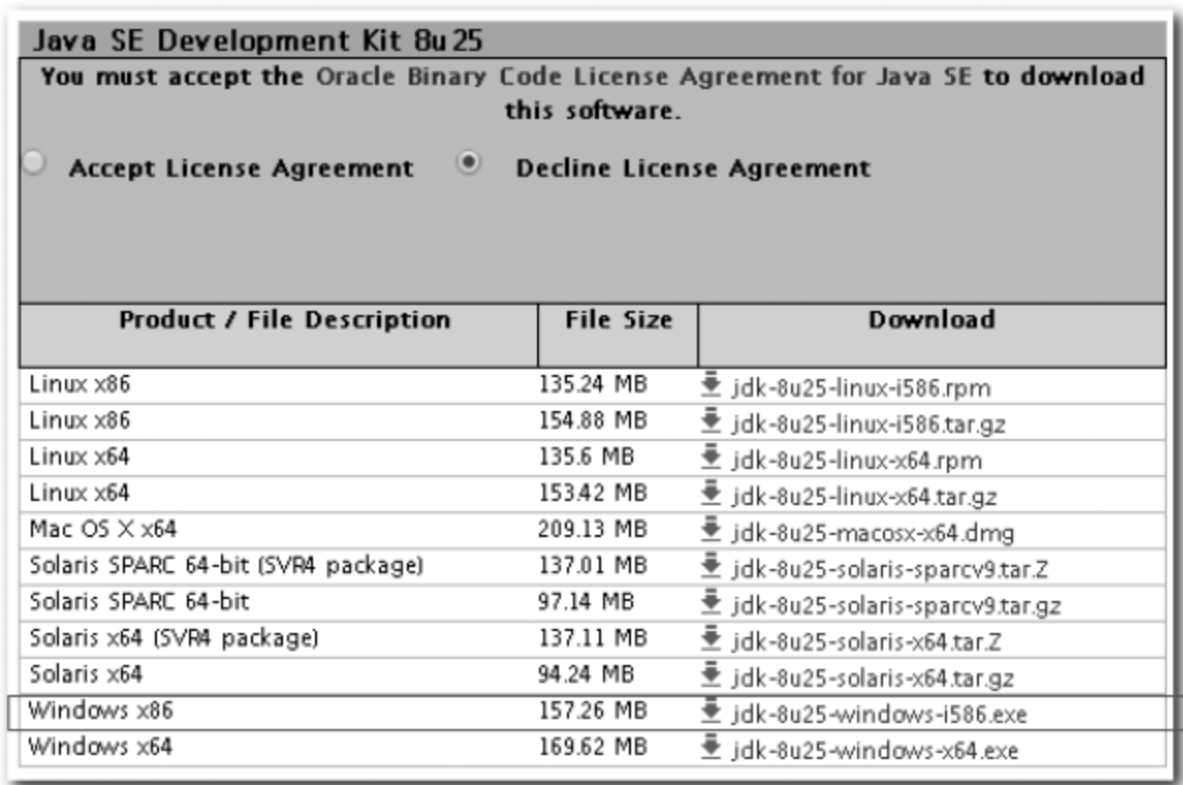 Java SE Development Kit 8u25
You must accept the Oracle Binary Code License Agreement for Java SE to download
this software.
Accept License Agreement Decline License Agreement
Product / File Description File Size Download
Linux x86 135.24 MB jdk-8u25-linux-i586.rpm
Linux x86 154.88 MB jdk-8u25-linux-i586.tar.gz
Linux x64 135.6 MB jdk-8u25-linux-x64.rpm
Linux x64 153.42 MB jdk-8u25-linux-x64.tar.gz
Mac OS X x64 209.13 MB jdk-8u25-macosx-x64.dmg
Solaris SPARC 64-bit (SVR4 package) 137.01 MB jdk-8u25-solaris-sparcv9.tar.Z
Solaris SPARC 64-bit 97.14 MB jdk-8u25-solaris-sparcv9.tar.gz
Solaris x64 (SVR4 package) 137.11 MB jdk-8u25-solaris-x64.tar.Z
Solaris x64 94.24 MB jdk-8u25-solaris-x64.tar.gz
Windows x86 157.26 MB jdk-8u25-windows-i586.exe
Windows x64 169.62 MB jdk-8u25-windows-x64.exe